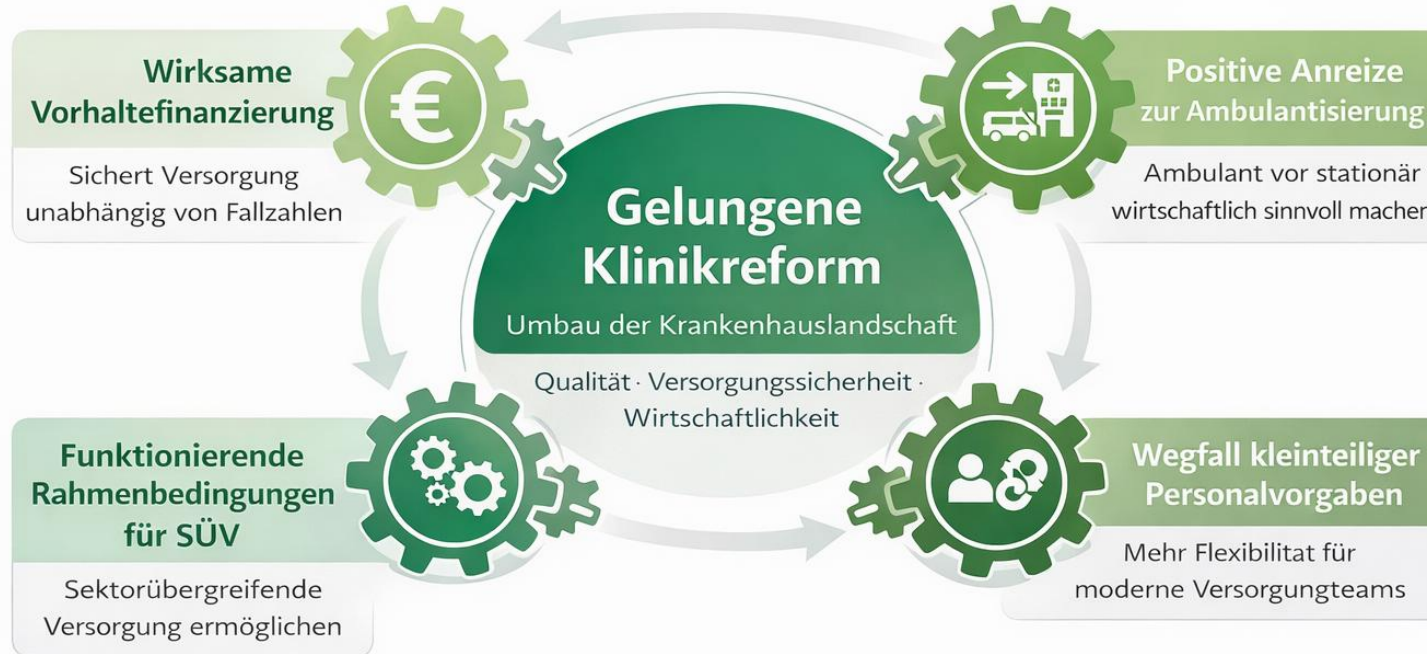 Wirksame
Vorhaltefinanzierung
Sichert Versorgung
unabhängig von Fallzahlen
Positive Anreize
zur Ambulantisierung
Ambulant vor stationär
wirtschaftlich sinnvoll macher
Gelungene
Klinikreform
Umbau der Krankenhauslandschaft
Qualität · Versorgungssicherheit ·
Wirtschaftlichkeit
Funktionierende
Rahmenbedingungen
für SÜV
Sektorübergreifende
Versorgung ermöglichen
Wegfall kleinteiliger
Personalvorgaben
Mehr Flexibilitat für
moderne Versorgungteams